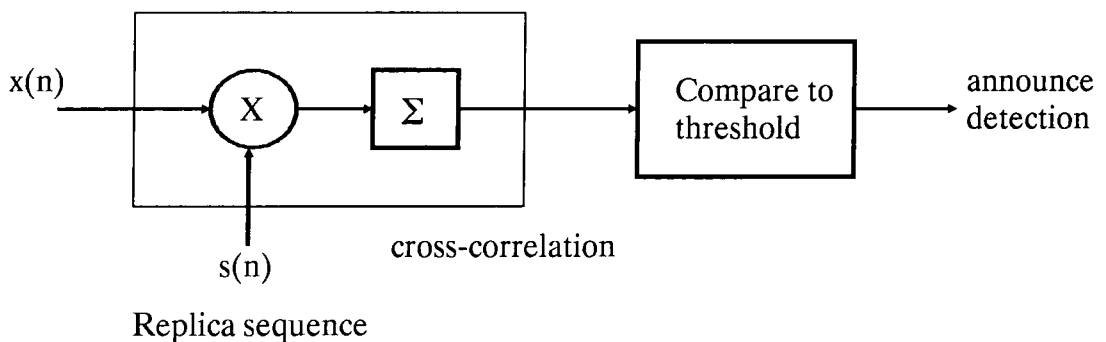 x(n)
X
Σ
Compare to
threshold
announce
detection
s(n)
cross-correlation
Replica sequence